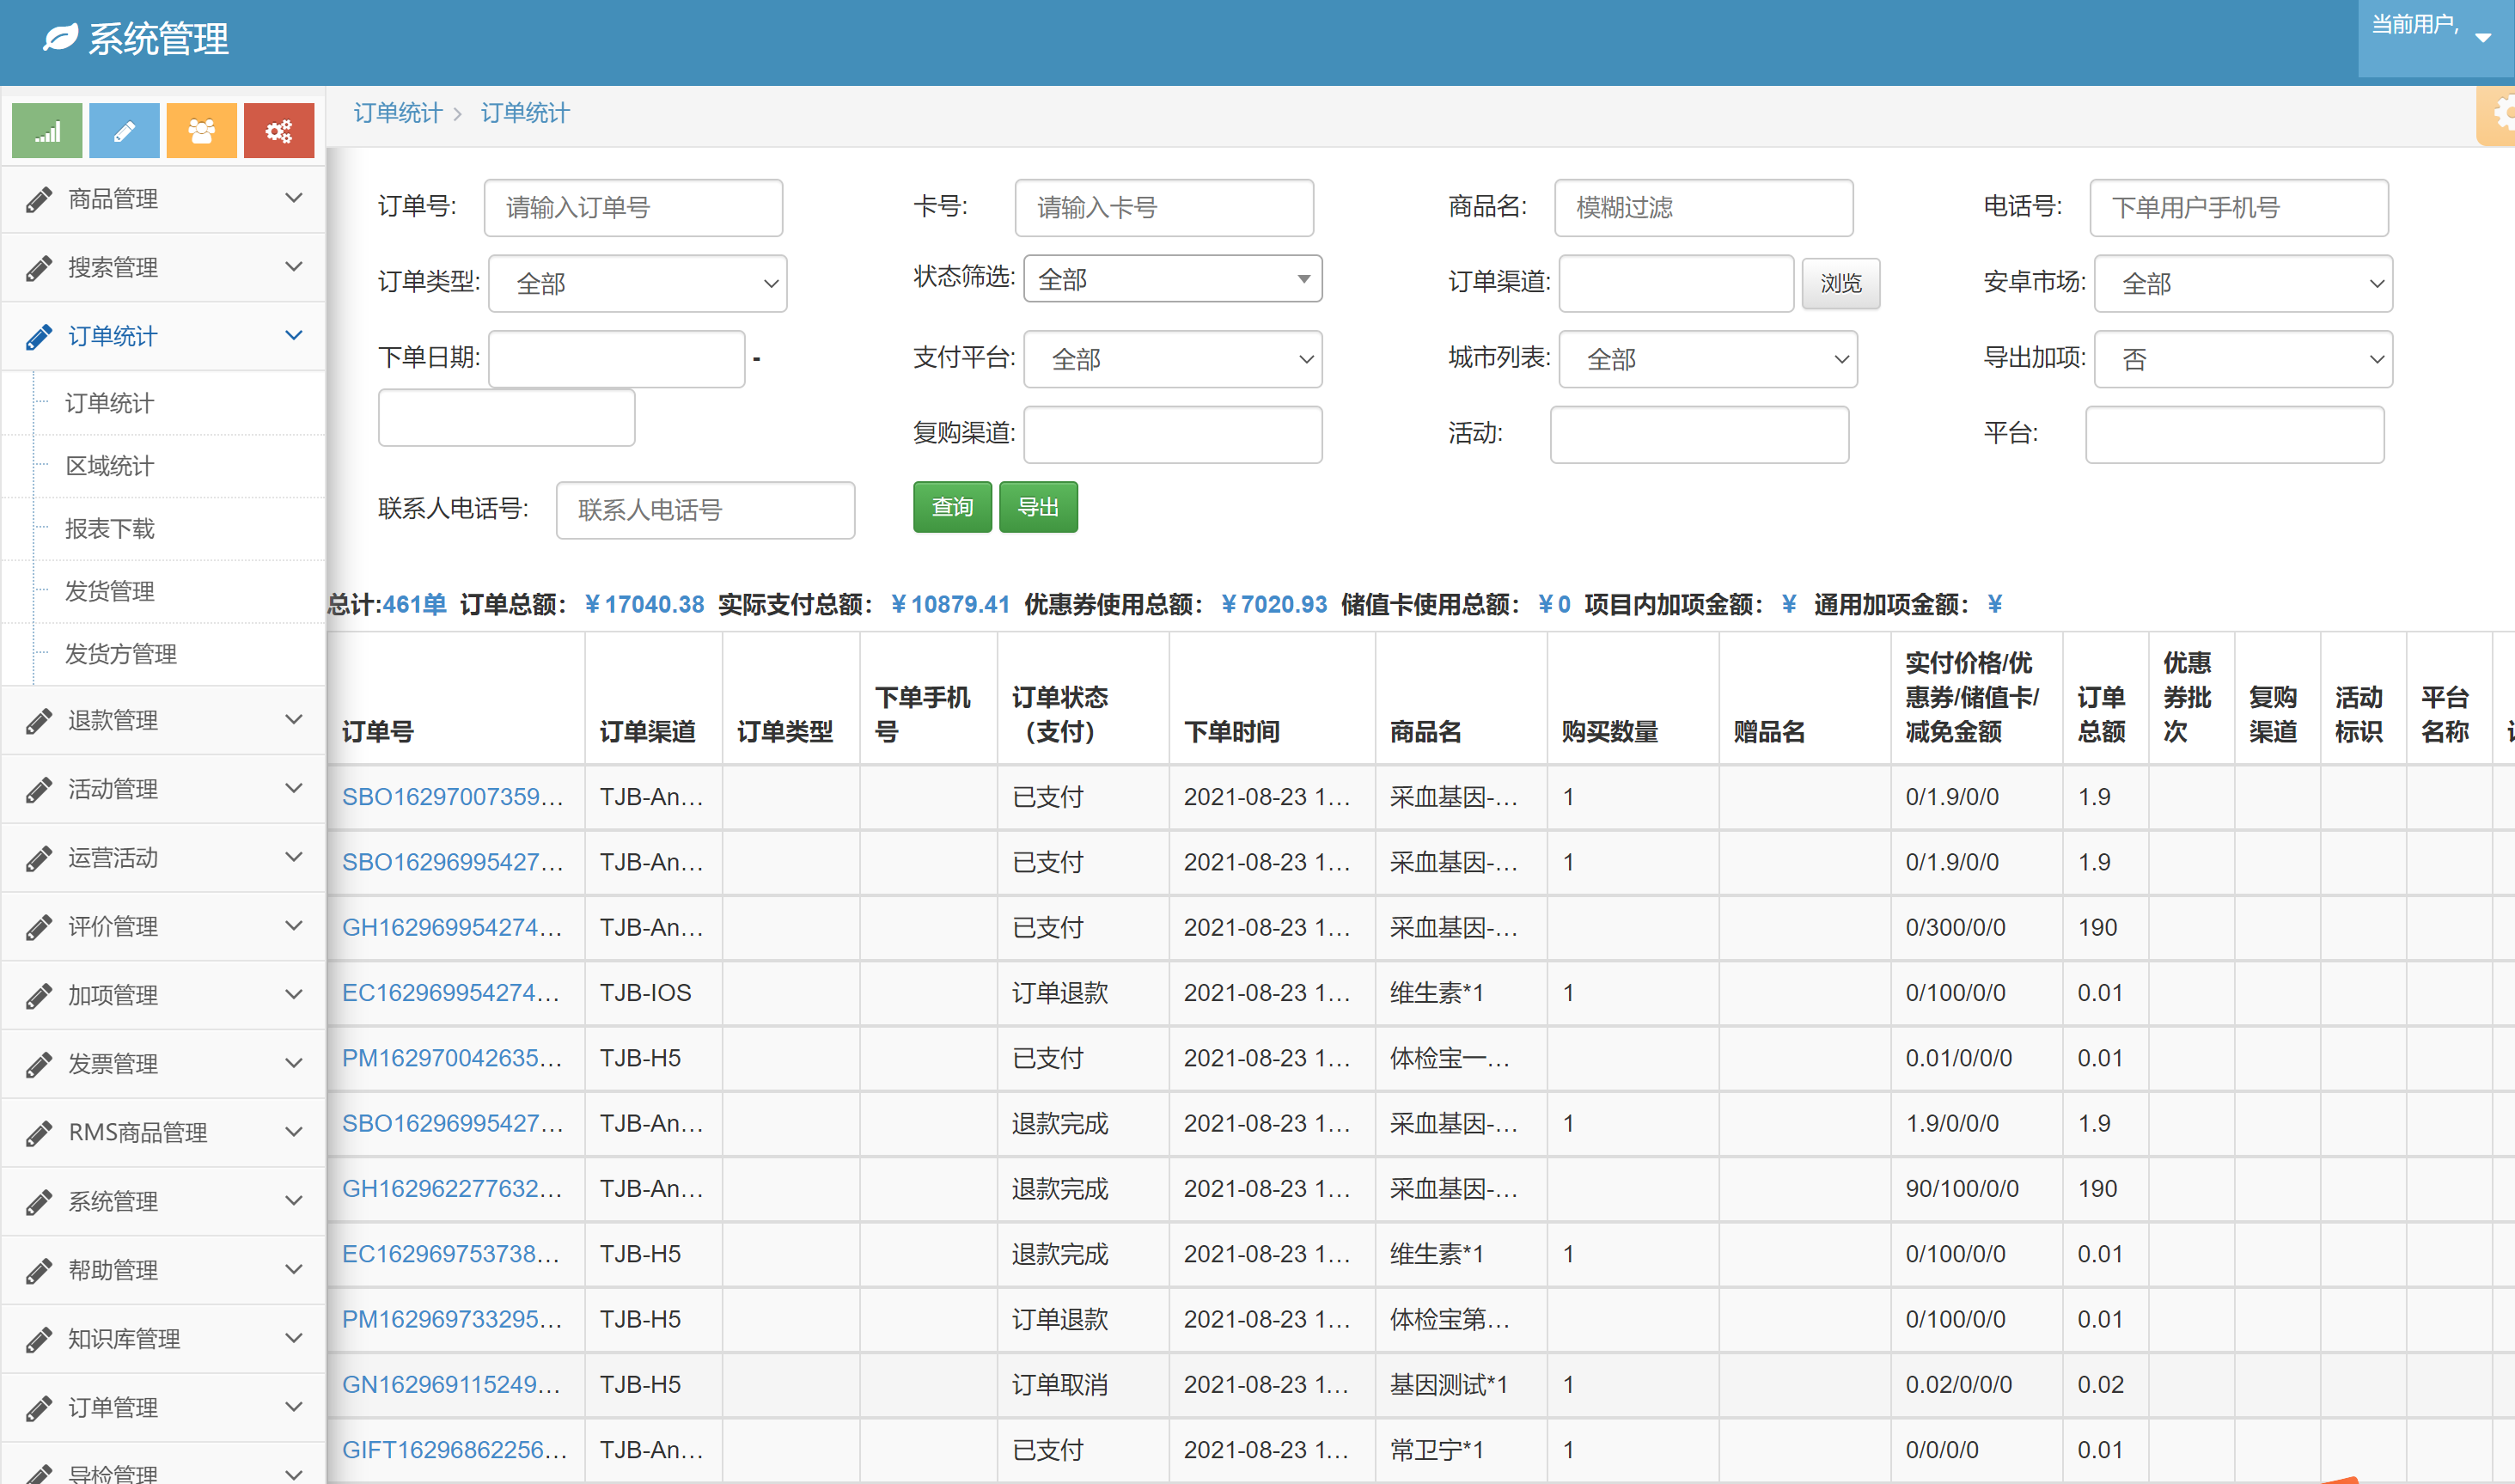 系统管理
当前用户,
订单统计 > 订单统计
商品管理
搜索管理
订单统计
订单统计
区域统计
报表下载
发货管理
发货方管理
退款管理
活动管理
运营活动
评价管理
加项管理
发票管理
RMS商品管理
系统管理
帮助管理
知识库管理
订单管理
导检管理
订单号: 请输入订单号 卡号: 请输入卡号 商品名: 模糊过滤 电话号: 下单用户手机号
订单类型: 全部 状态筛选: 全部 订单渠道: 浏览 安卓市场: 全部
下单日期: - 支付平台: 全部 城市列表: 全部 导出加项: 否
复购渠道: 活动: 平台:
联系人电话号: 联系人电话号 查询 导出
总计:461单 订单总额：￥17040.38 实际支付总额：￥10879.41 优惠券使用总额：￥7020.93 储值卡使用总额：￥0 项目内加项金额：￥ 通用加项金额：￥
订单号 订单渠道 订单类型 下单手机号 订单状态（支付） 下单时间 商品名 购买数量 赠品名 实付价格/优惠券/储值卡/减免金额 订单总额 优惠券批次 复购渠道 活动标识 平台名称
SBO16297007359... TJB-An... 已支付 2021-08-23 1... 采血基因-... 1 0/1.9/0/0 1.9
SBO16296995427... TJB-An... 已支付 2021-08-23 1... 采血基因-... 1 0/1.9/0/0 1.9
GH162969954274... TJB-An... 已支付 2021-08-23 1... 采血基因-... 0/300/0/0 190
EC162969954274... TJB-IOS 订单退款 2021-08-23 1... 维生素*1 1 0/100/0/0 0.01
PM162970042635... TJB-H5 已支付 2021-08-23 1... 体检宝一... 0.01/0/0/0 0.01
SBO16296995427... TJB-An... 退款完成 2021-08-23 1... 采血基因-... 1 1.9/0/0/0 1.9
GH162962277632... TJB-An... 退款完成 2021-08-23 1... 采血基因-... 90/100/0/0 190
EC162969753738... TJB-H5 退款完成 2021-08-23 1... 维生素*1 1 0/100/0/0 0.01
PM162969733295... TJB-H5 订单退款 2021-08-23 1... 体检宝第... 0/100/0/0 0.01
GN162969115249... TJB-H5 订单取消 2021-08-23 1... 基因测试*1 1 0.02/0/0/0 0.02
GIFT16296862256... TJB-An... 已支付 2021-08-23 1... 常卫宁*1 1 0/0/0/0 0.01